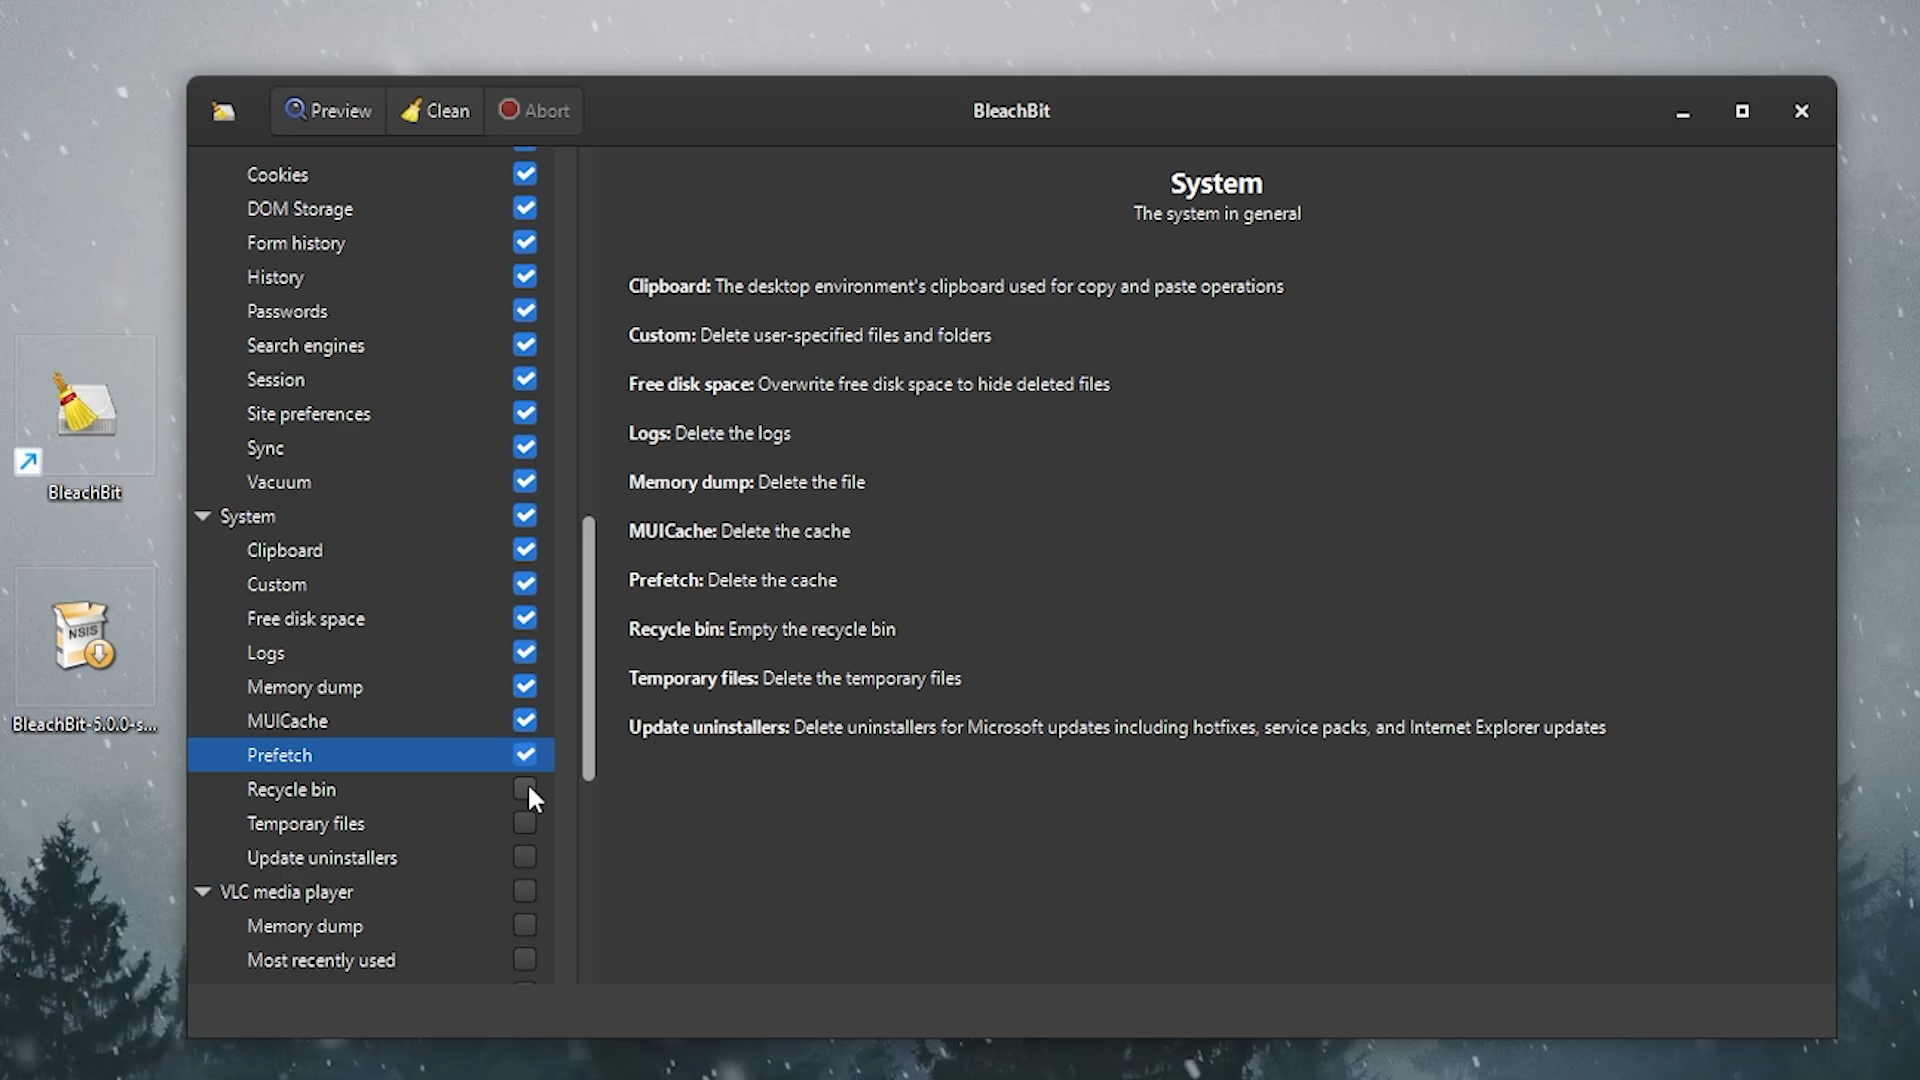 Preview
Clean
Abort
BleachBit
Cookies
DOM Storage
Form history
History
Passwords
Search engines
Session
Site preferences
Sync
Vacuum
System
Clipboard
Custom
Free disk space
Logs
Memory dump
MUICache
Prefetch
Recycle bin
Temporary files
Update uninstallers
VLC media player
Memory dump
Most recently used
System
The system in general
Clipboard: The desktop environment's clipboard used for copy and paste operations
Custom: Delete user-specified files and folders
Free disk space: Overwrite free disk space to hide deleted files
Logs: Delete the logs
Memory dump: Delete the file
MUICache: Delete the cache
Prefetch: Delete the cache
Recycle bin: Empty the recycle bin
Temporary files: Delete the temporary files
Update uninstallers: Delete uninstallers for Microsoft updates including hotfixes, service packs, and Internet Explorer updates
BleachBit
NSIS
BleachBit-5.0.0-s...